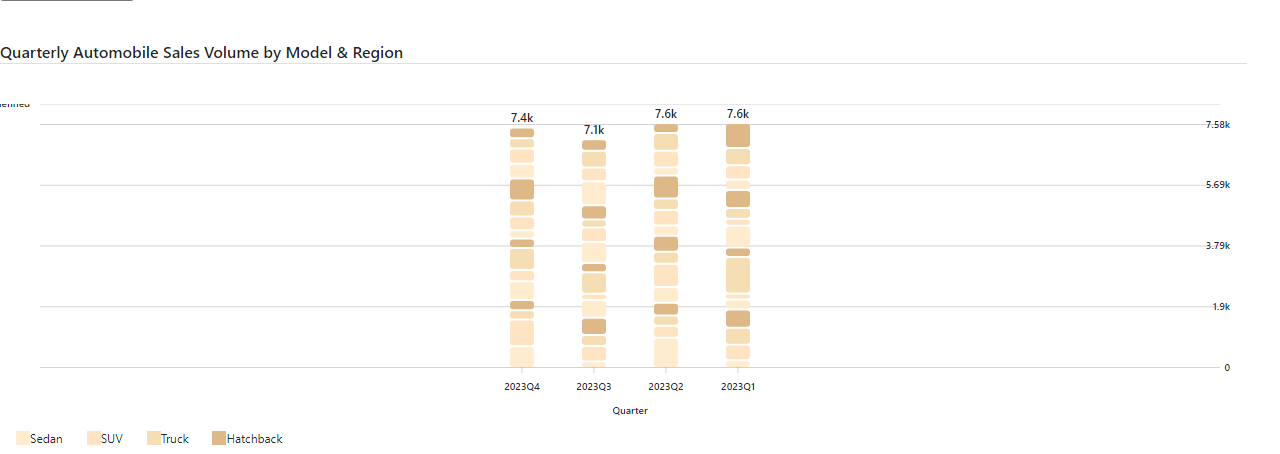 Quarterly Automobile Sales Volume by Model & Region
7.4k
7.1k
7.6k
7.6k
7.58k
5.69k
3.79k
1.9k
0
2023Q4 2023Q3 2023Q2 2023Q1
Quarter
Sedan SUV Truck Hatchback